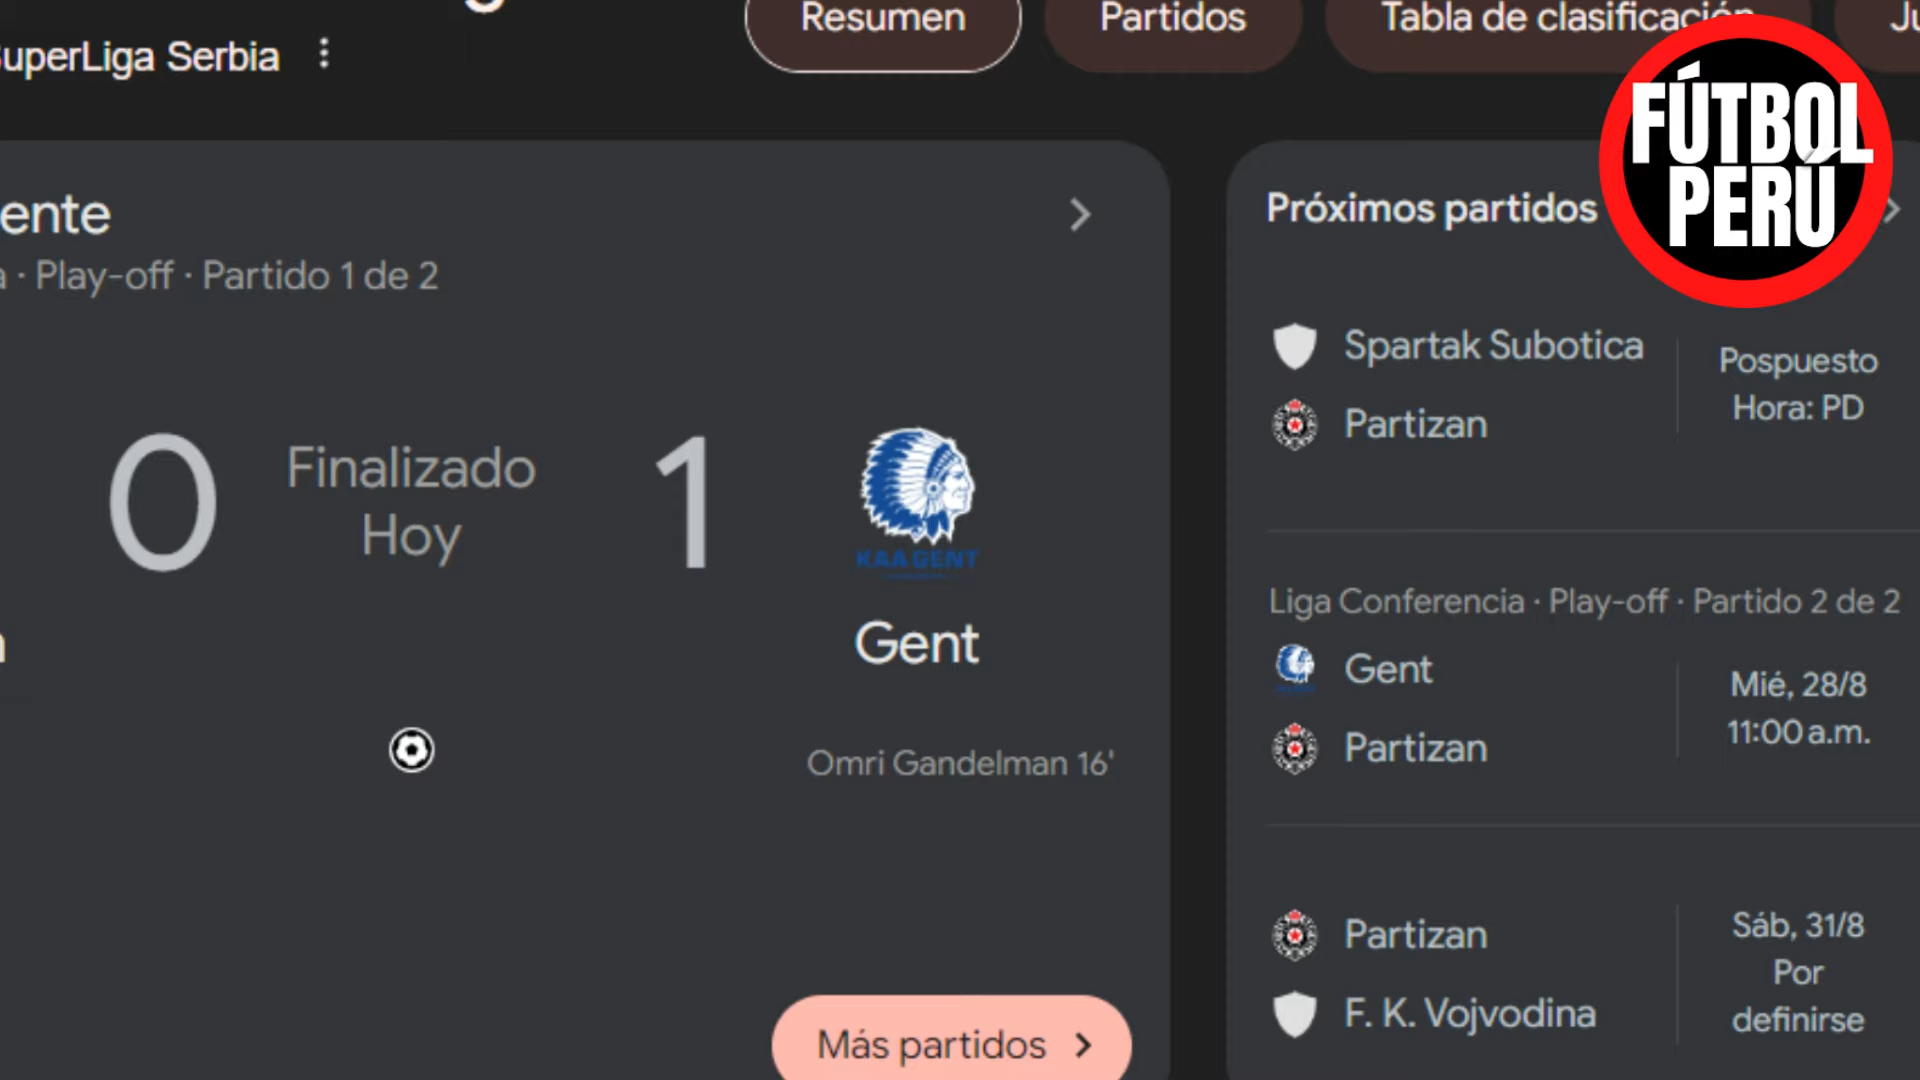 Resumen
Partidos
Tabla de clasificación
SuperLiga Serbia
FÚTBOL
PERÚ
ente
a · Play-off · Partido 1 de 2
0
Finalizado
Hoy
1
KAA GENT
Gent
Omri Gandelman 16'
Más partidos
Próximos partidos
Spartak Subotica
Partizan
Pospuesto
Hora: PD
Liga Conferencia · Play-off · Partido 2 de 2
Gent
Partizan
Mié, 28/8
11:00 a.m.
Partizan
F. K. Vojvodina
Sáb, 31/8
Por
definirse